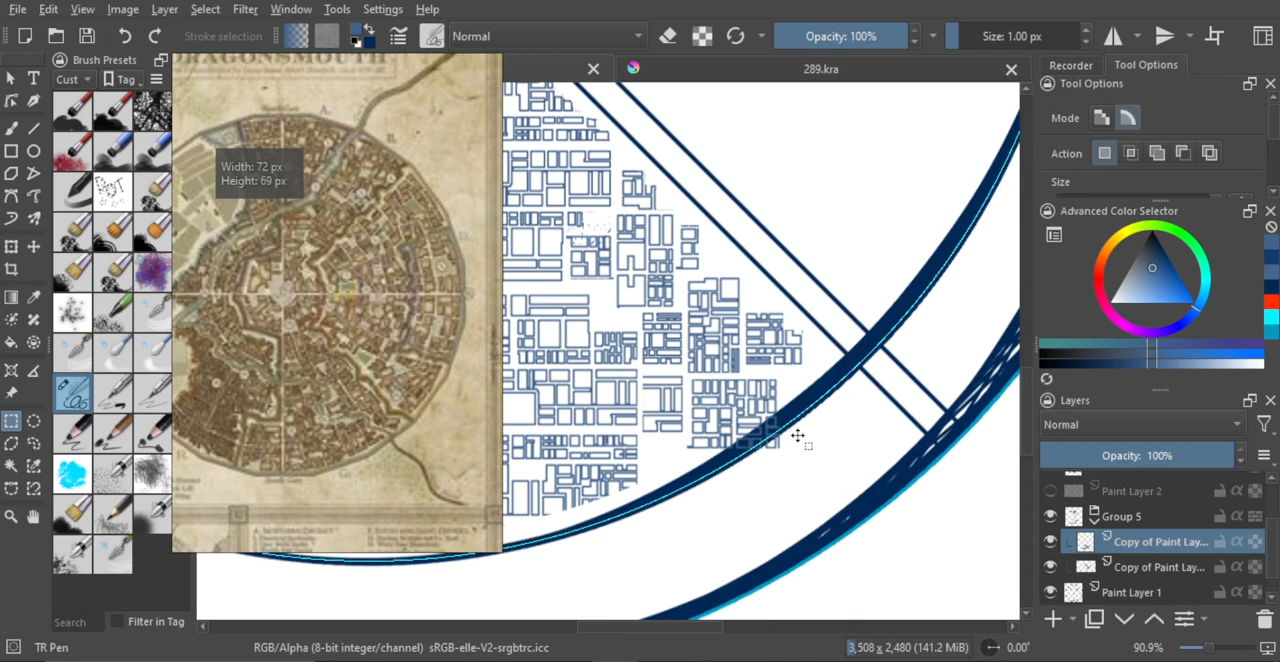 File Edit View Image Layer Select Filter Window Tools Settings Help
Stroke selection Normal Opacity: 100% Size: 1.00 px
Brush Presets
Cust Tag
289.kra
Recorder Tool Options
Tool Options
Mode
Action
Size
DRAGONSMOUTH
Width: 72 px
Height: 69 px
Advanced Color Selector
Layers
Normal
Opacity: 100%
Paint Layer 2
Group 5
Copy of Paint Lay...
Copy of Paint Lay...
Paint Layer 1
Search Filter in Tag
TR Pen RGB/Alpha (8-bit integer/channel) sRGB-elle-V2-srgbtrc.icc 3,508 x 2,480 (141.2 MiB) 0.00° 90.9%